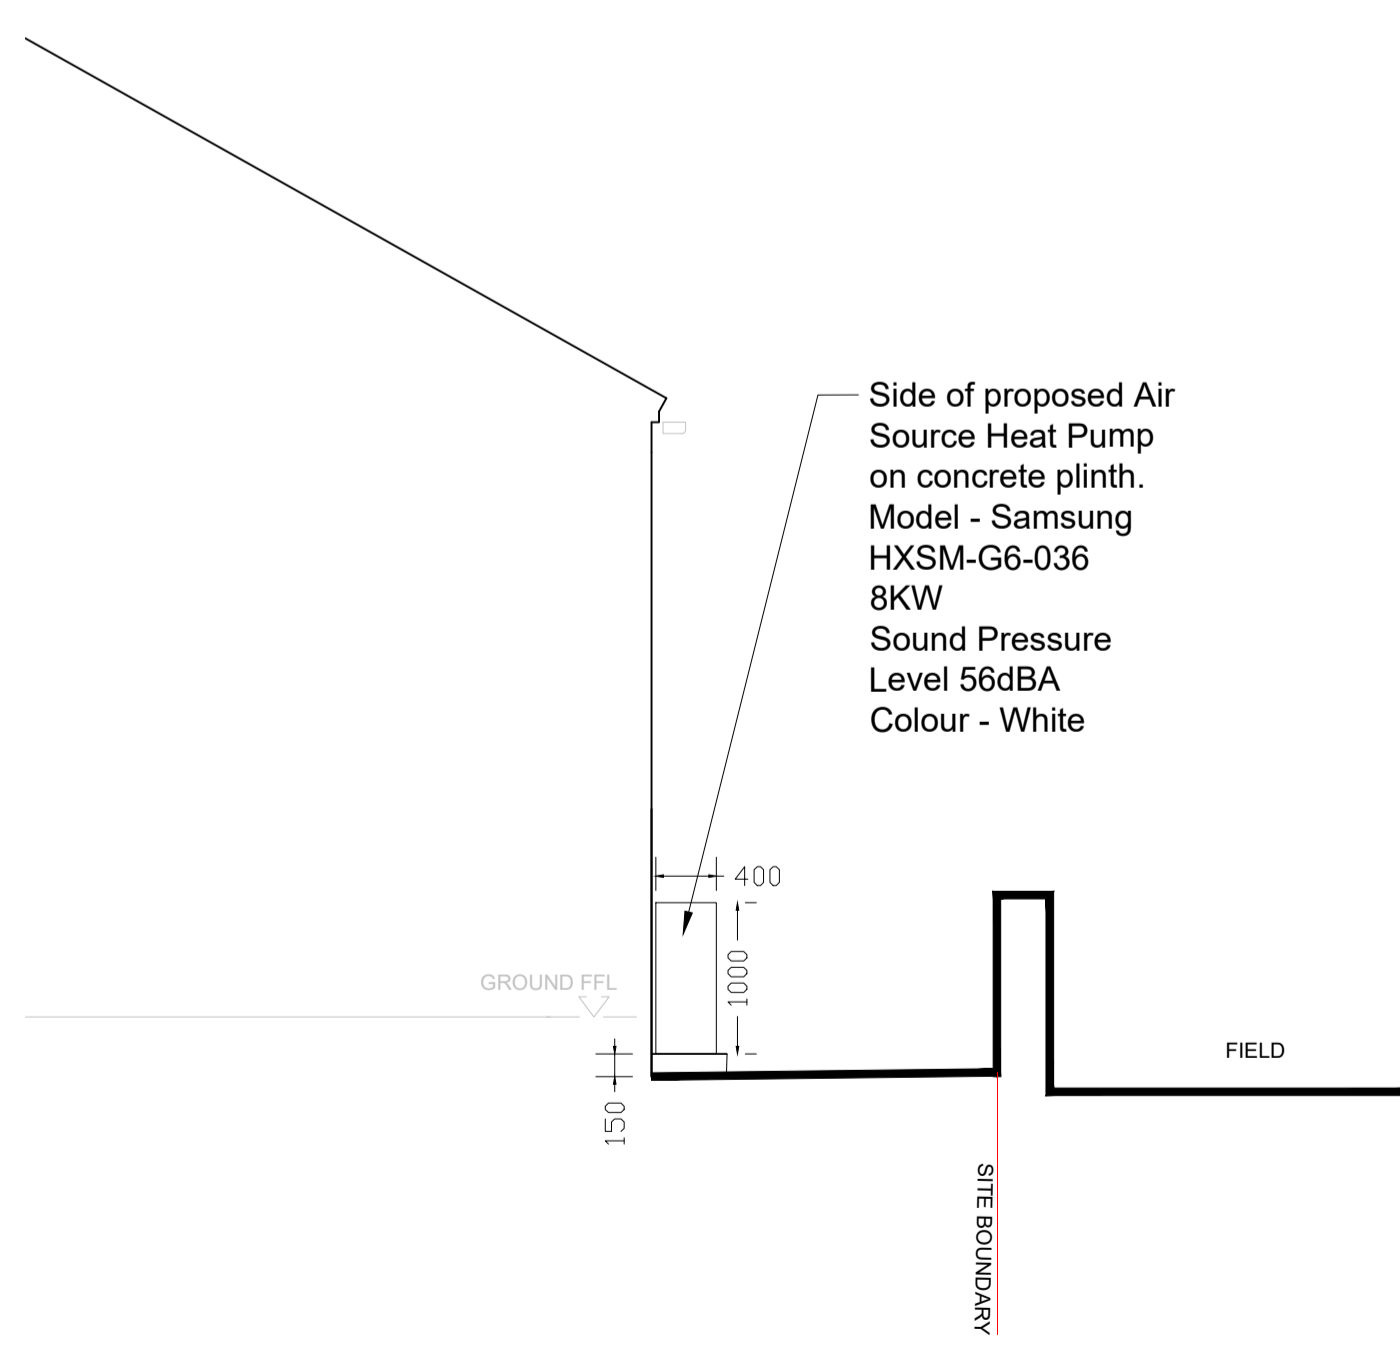 Side of proposed Air
Source Heat Pump
on concrete plinth.
Model - Samsung
HXSM-G6-036
8KW
Sound Pressure
Level 56dBA
Colour - White
400
1000
GROUND FFL
150
FIELD
SITE BOUNDARY